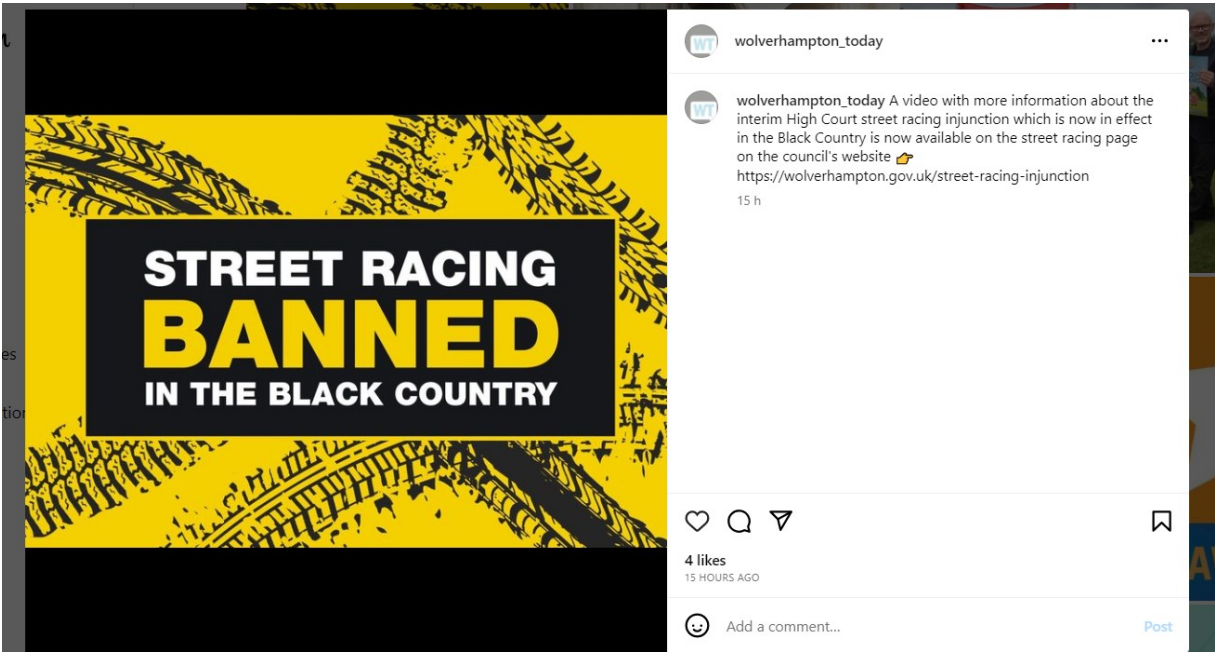 STREET RACING
BANNED
IN THE BLACK COUNTRY
WT
wolverhampton_today
WT
wolverhampton_today A video with more information about the
interim High Court street racing injunction which is now in effect
in the Black Country is now available on the street racing page
on the council's website 👉
https://wolverhampton.gov.uk/street-racing-injunction
15 h
4 likes
15 HOURS AGO
Add a comment...
Post